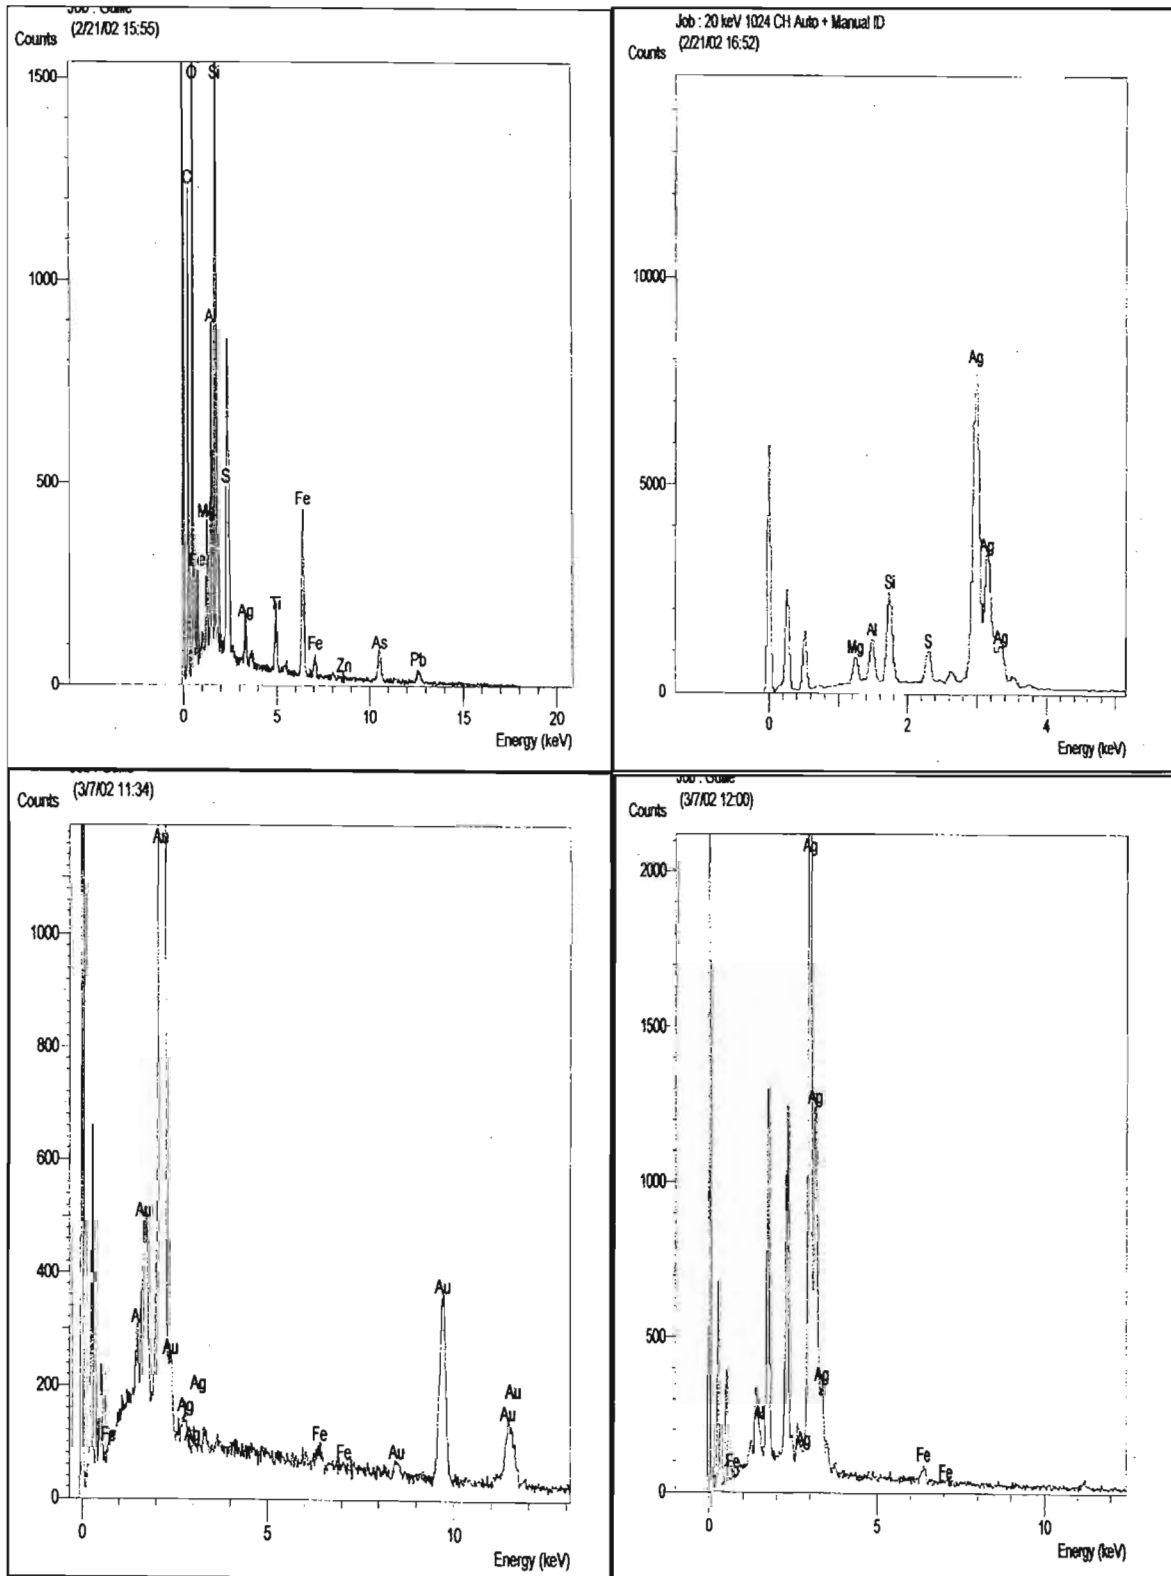 Counts
(2/21/02 15:55)
1500
O
Si
C
1000
A
S
500
M
Fe
Fe
Ag
Ti
Fe
Zn
As
Pb
0
0
5
10
15
20
Energy (keV)
Job : 20 keV 1024 CH Auto + Manual ID
Counts
(2/21/02 16:52)
10000
Ag
5000
Ag
Si
Al
Mg
S
Ag
0
0
2
4
Energy (keV)
Counts
(3/7/02 11:34)
Au
1000
800
600
Au
400
A
Au
Au
200
Ag
Ag
Ag
Fe
Fe
Fe
Au
Au
Au
0
0
5
10
Energy (keV)
Counts
(3/7/02 12:00)
Ag
2000
1500
Ag
1000
500
Ag
Al
Ag
Fe
Fe
Fe
0
0
5
10
Energy (keV)